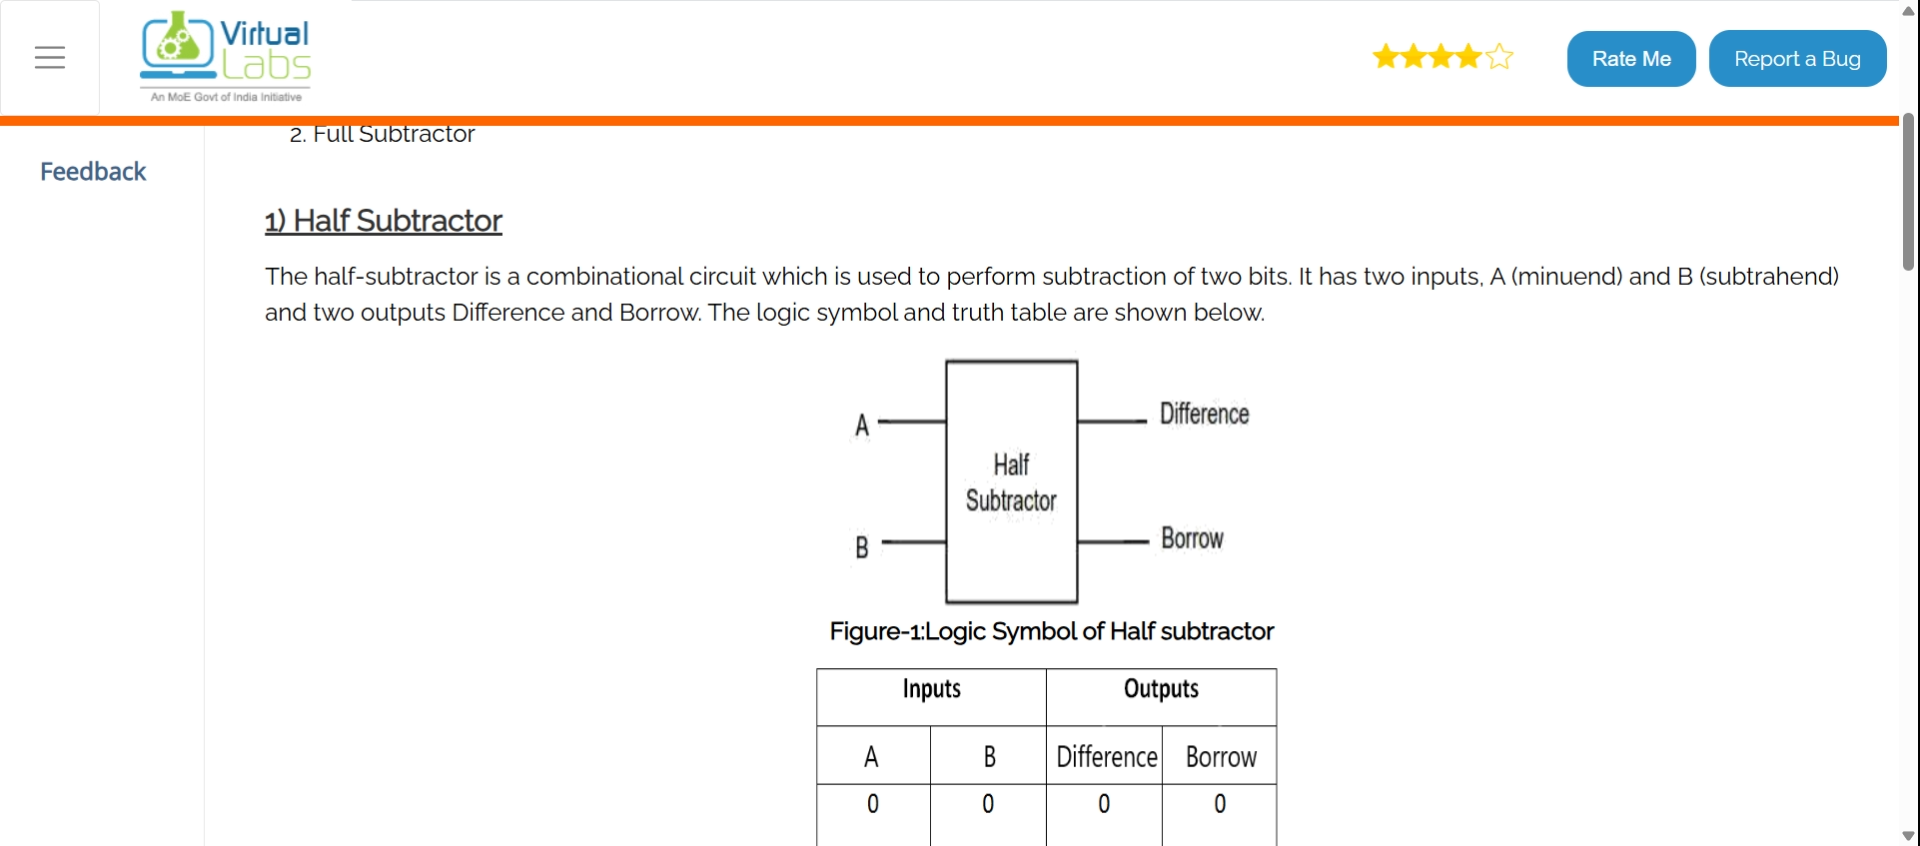 Virtual
Labs
An MoE Govt of India Initiative
Rate Me
Report a Bug
2. Full Subtractor
Feedback
1) Half Subtractor
The half-subtractor is a combinational circuit which is used to perform subtraction of two bits. It has two inputs, A (minuend) and B (subtrahend)
and two outputs Difference and Borrow. The logic symbol and truth table are shown below.
A
Difference
Half
Subtractor
B
Borrow
Figure-1:Logic Symbol of Half subtractor
Inputs Outputs
A B Difference Borrow
0 0 0 0